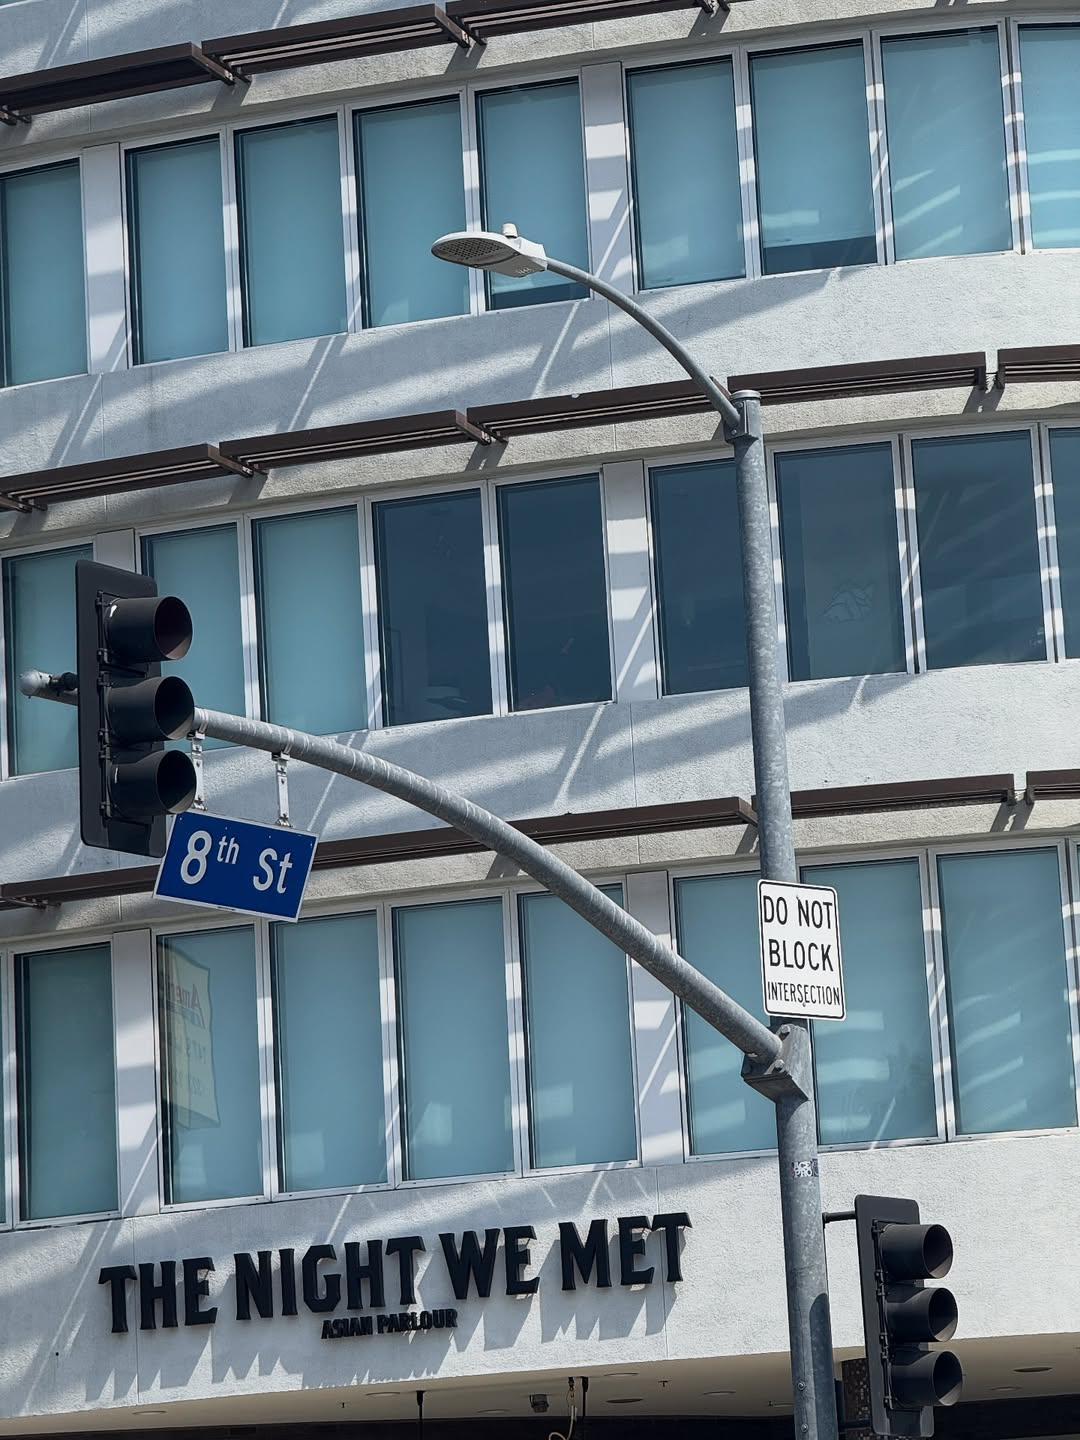 8th St
DO NOT
BLOCK
INTERSECTION
THE NIGHT WE MET
ASIAN PARLOUR